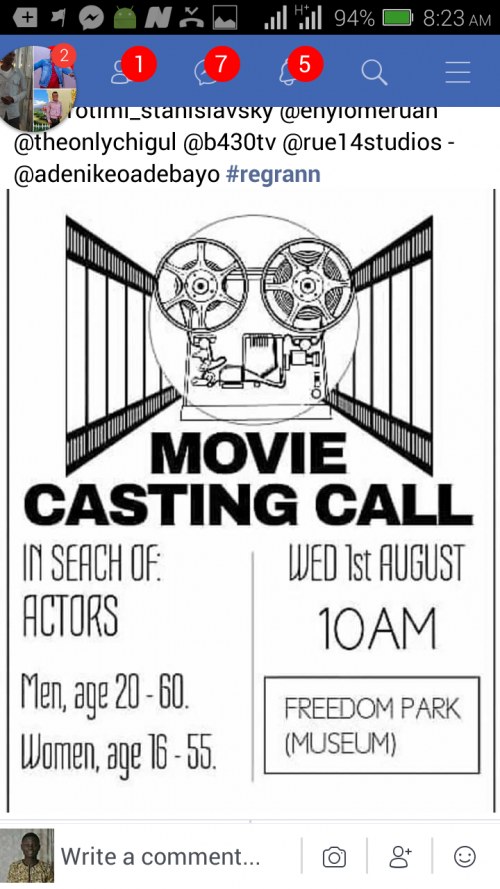 94% 8:23 AM
2 1 7 5
@theonlychigul @b430tv @rue14studios -
@adenikeoadebayo #regrann
MOVIE
CASTING CALL
IN SEACH OF:
ACTORS
Men, age 20 - 60.
Women, age 16 - 55.
WED 1st AUGUST
10AM
FREEDOM PARK
(MUSEUM)
Write a comment...